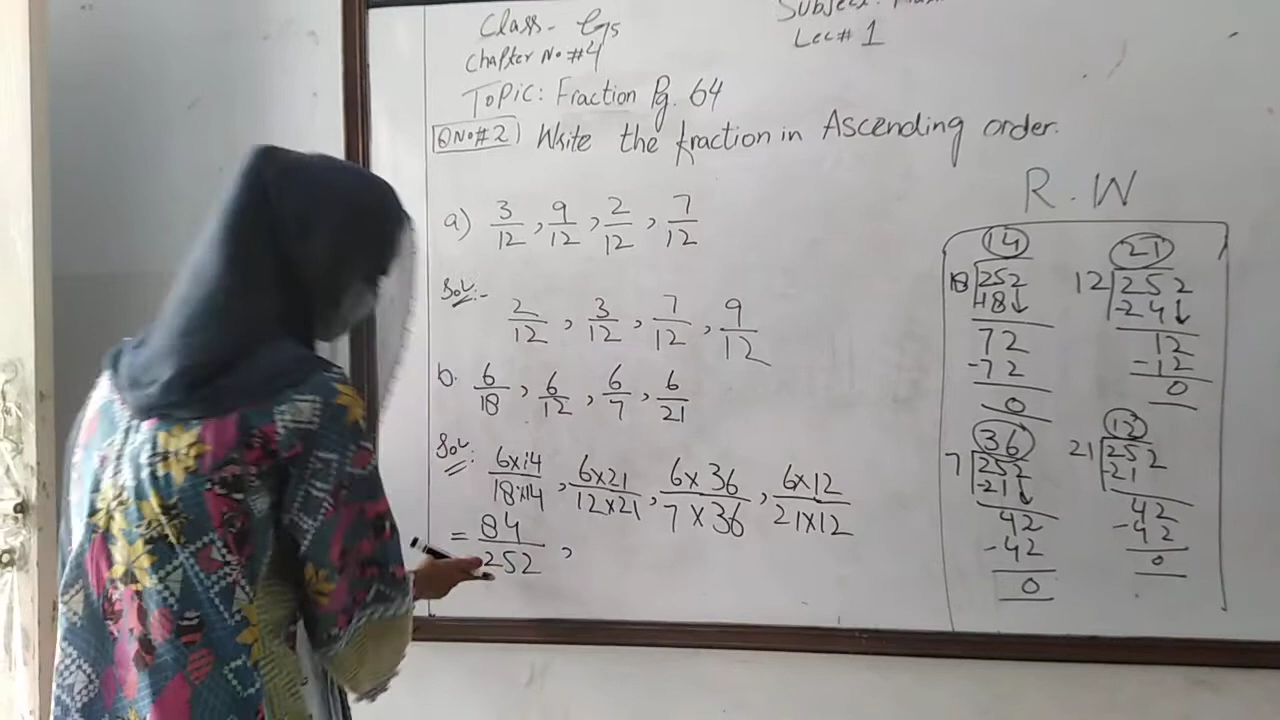 Class - G5
Subject:
Chapter No #4
Lec# 1
Topic: Fraction Pg. 64
QNo#2) Write the fraction in Ascending order.
a) 3/12, 9/12, 2/12, 7/12
Sol:-
2/12, 3/12, 7/12, 9/12
b. 6/18, 6/12, 6/7, 6/21
Sol:
6x14/18x14, 6x21/12x21, 6x36/7x36, 6x12/21x12
= 84/252,
R.W
14
18 252
-18↓
72
-72
0
21
12 252
-24↓
12
-12
0
36
7 252
-21↓
42
-42
0
12
21 252
-21
42
-42
0